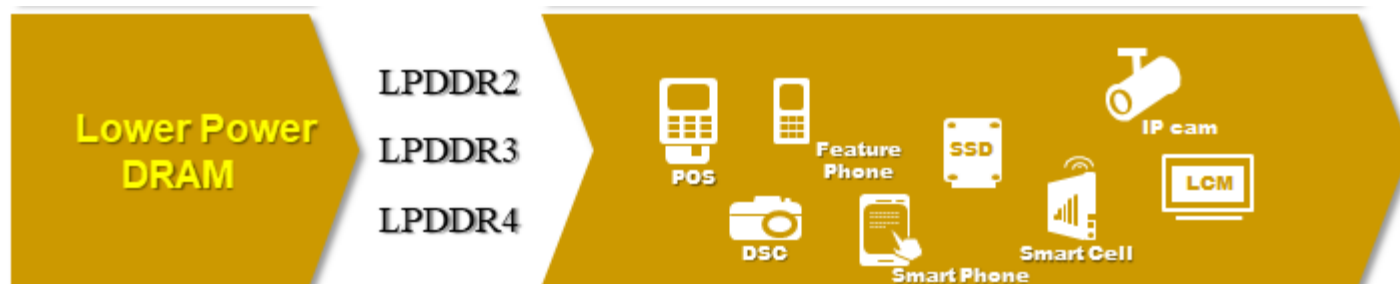 Lower Power
DRAM
LPDDR2
LPDDR3
LPDDR4
POS
Feature
Phone
SSD
IP cam
LCM
DSC
Smart Phone
Smart Cell